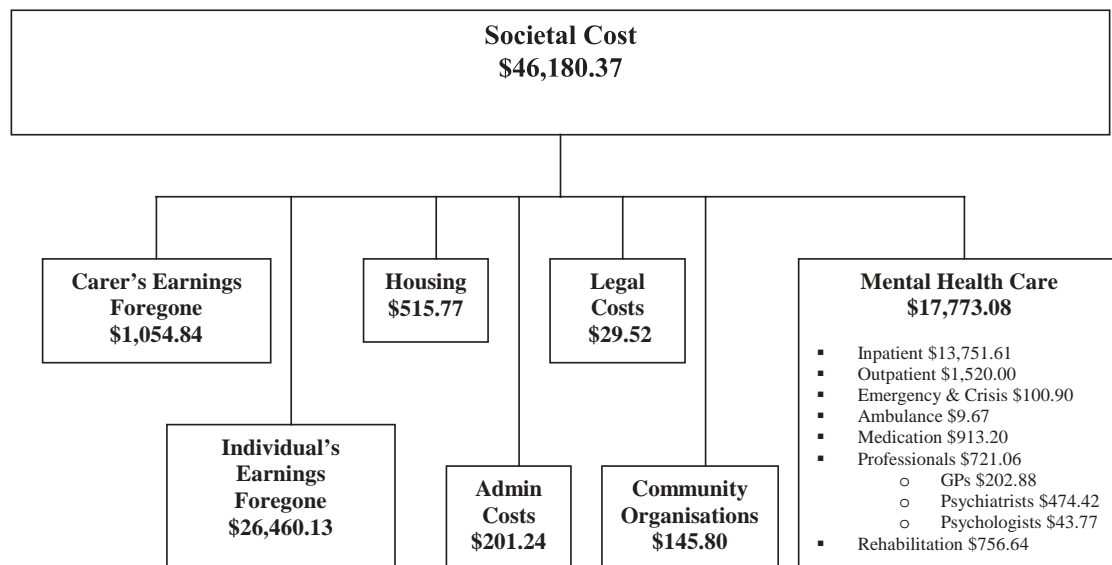 Societal Cost
$46,180.37
Carer's Earnings
Foregone
$1,054.84
Housing
$515.77
Legal
Costs
$29.52
Mental Health Care
$17,773.08
▪ Inpatient $13,751.61
▪ Outpatient $1,520.00
▪ Emergency & Crisis $100.90
▪ Ambulance $9.67
▪ Medication $913.20
▪ Professionals $721.06
o GPs $202.88
o Psychiatrists $474.42
o Psychologists $43.77
▪ Rehabilitation $756.64
Individual's
Earnings
Foregone
$26,460.13
Admin
Costs
$201.24
Community
Organisations
$145.80